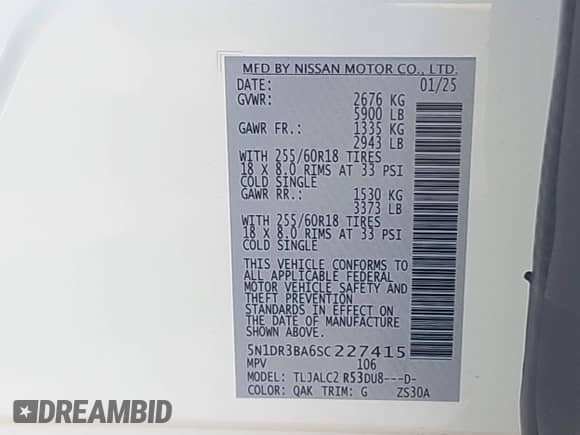 MFD BY NISSAN MOTOR CO., LTD.
DATE: 01/25
GVWR: 2676 KG
5900 LB
GAWR FR.: 1335 KG
2943 LB
WITH 255/60R18 TIRES
18 X 8.0 RIMS AT 33 PSI
COLD SINGLE
GAWR RR.: 1530 KG
3373 LB
WITH 255/60R18 TIRES
18 X 8.0 RIMS AT 33 PSI
COLD SINGLE
THIS VEHICLE CONFORMS TO
ALL APPLICABLE FEDERAL
MOTOR VEHICLE SAFETY AND
THEFT PREVENTION
STANDARDS IN EFFECT ON
THE DATE OF MANUFACTURE
SHOWN ABOVE.
5N1DR3BA6SC227415
MPV 106
MODEL: TLJALC2 R53DU8---D-
COLOR: QAK TRIM: G ZS30A
DREAMBID